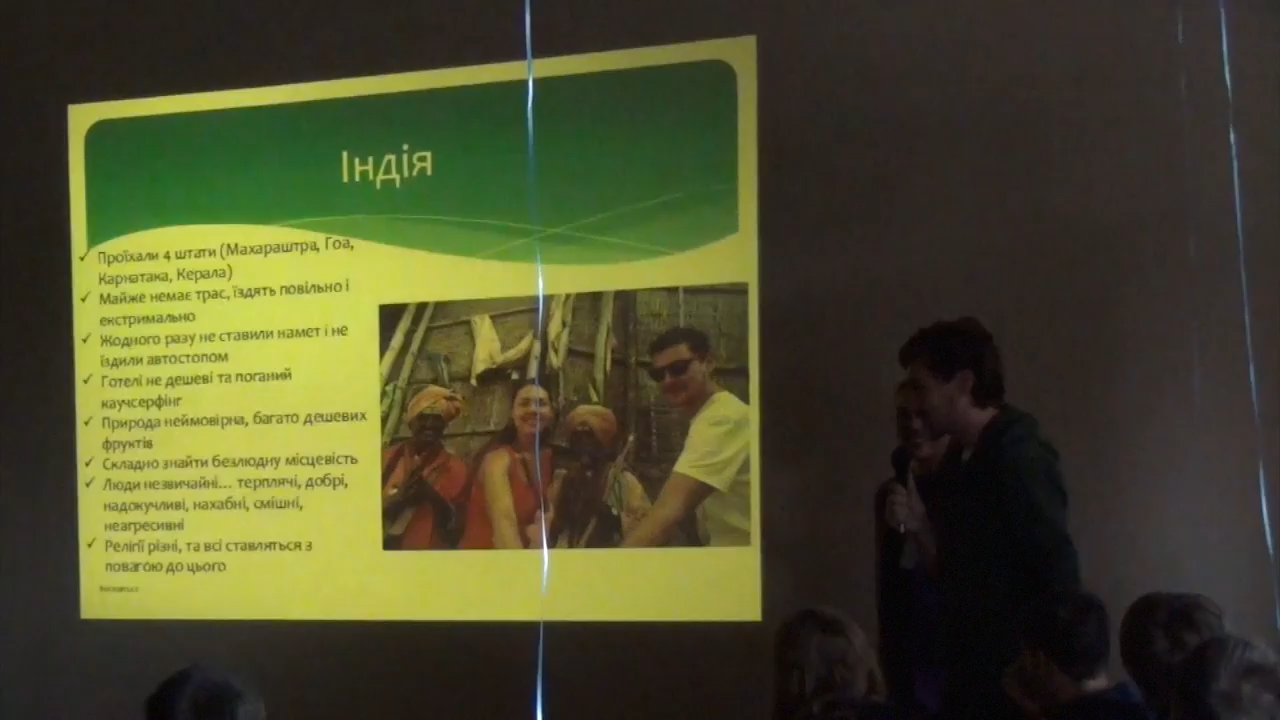 Індія
Проїхали 4 штати (Махараштра, Гоа,
Карнатака, Керала)
Майже немає трас, їздять повільно і
екстримально
Жодного разу не ставили намет і не
їздили автостопом
Готелі не дешеві та поганий
каучсерфінг
Природа неймовірна, багато дешевих
фруктів
Складно знайти безлюдну місцевість
Люди незвичайні... терплячі, добрі,
надокучливі, нахабні, смішні,
неагресивні
Релігії різні, та всі ставляться з
повагою до цього